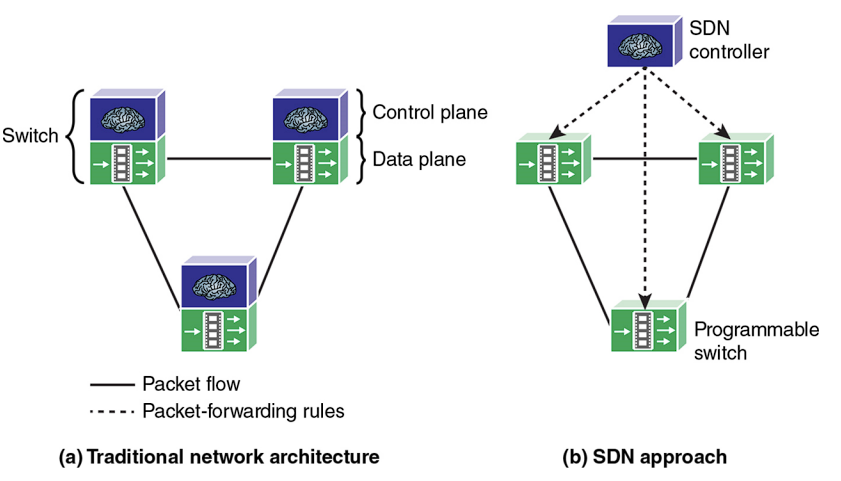 SDN
controller
Switch
Control plane
Data plane
Programmable
switch
Packet flow
Packet-forwarding rules
(a) Traditional network architecture
(b) SDN approach